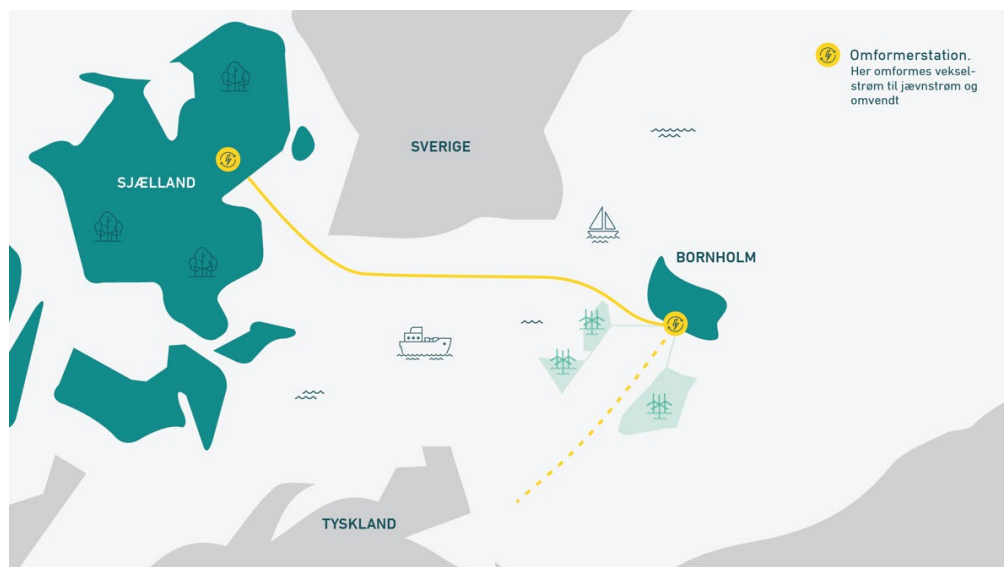 Omformerstation.
Her omformes veksel-
strøm til jævnstrøm og
omvendt
SVERIGE
SJÆLLAND
BORNHOLM
TYSKLAND